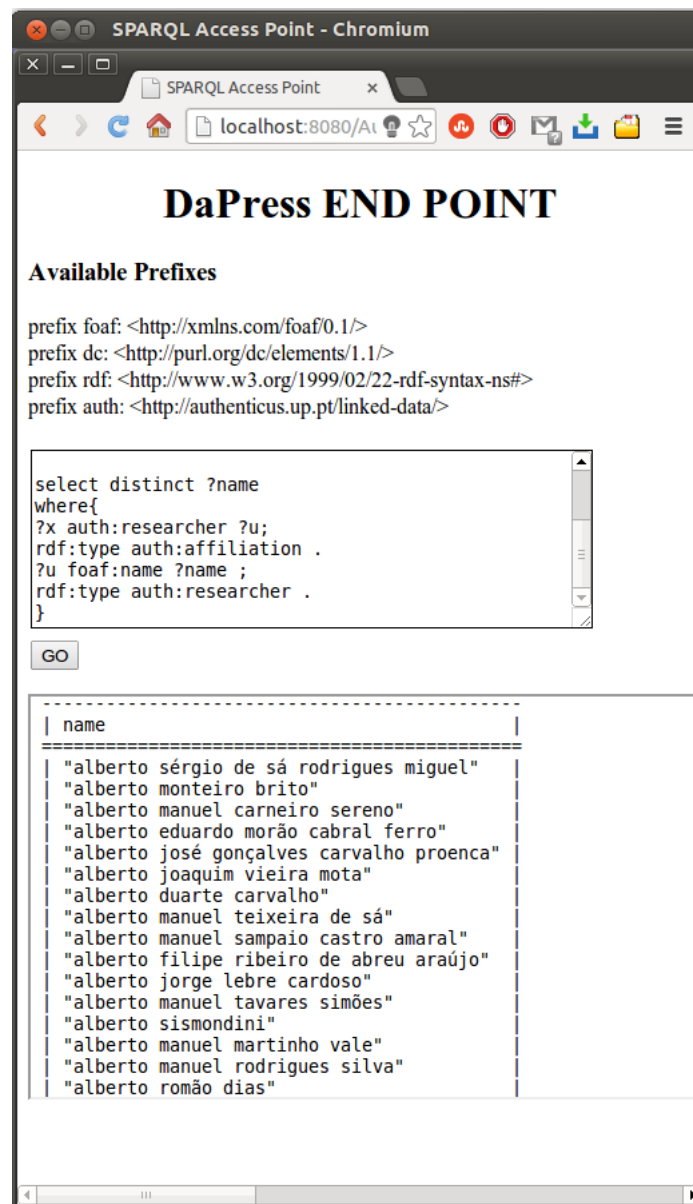 SPARQL Access Point - Chromium
SPARQL Access Point
localhost:8080/Au
DaPress END POINT
Available Prefixes
prefix foaf: <http://xmlns.com/foaf/0.1/>
prefix dc: <http://purl.org/dc/elements/1.1/>
prefix rdf: <http://www.w3.org/1999/02/22-rdf-syntax-ns#>
prefix auth: <http://authenticus.up.pt/linked-data/>
select distinct ?name
where{
?x auth:researcher ?u;
rdf:type auth:affiliation .
?u foaf:name ?name ;
rdf:type auth:researcher .
}
GO
---------------------------------------------
| name |
=============================================
| "alberto sérgio de sá rodrigues miguel" |
| "alberto monteiro brito" |
| "alberto manuel carneiro sereno" |
| "alberto eduardo morão cabral ferro" |
| "alberto josé gonçalves carvalho proenca" |
| "alberto joaquim vieira mota" |
| "alberto duarte carvalho" |
| "alberto manuel teixeira de sá" |
| "alberto manuel sampaio castro amaral" |
| "alberto filipe ribeiro de abreu araújo" |
| "alberto jorge lebre cardoso" |
| "alberto manuel tavares simões" |
| "alberto sismondini" |
| "alberto manuel martinho vale" |
| "alberto manuel rodrigues silva" |
| "alberto romão dias" |